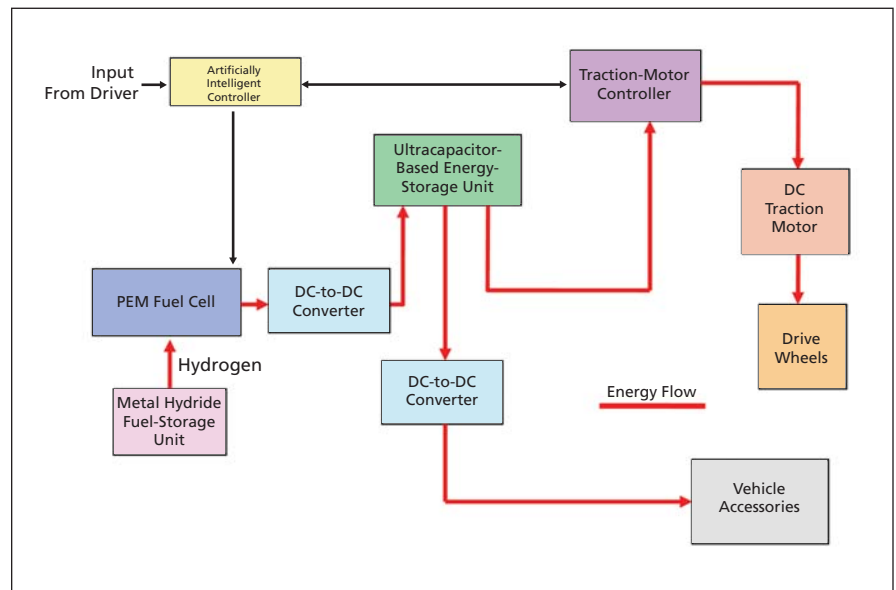 Input
From Driver
Artificially
Intelligent
Controller
Traction-Motor
Controller
Ultracapacitor-
Based Energy-
Storage Unit
DC
Traction
Motor
PEM Fuel Cell
DC-to-DC
Converter
Drive
Wheels
Hydrogen
DC-to-DC
Converter
Energy Flow
Metal Hydride
Fuel-Storage
Unit
Vehicle
Accessories